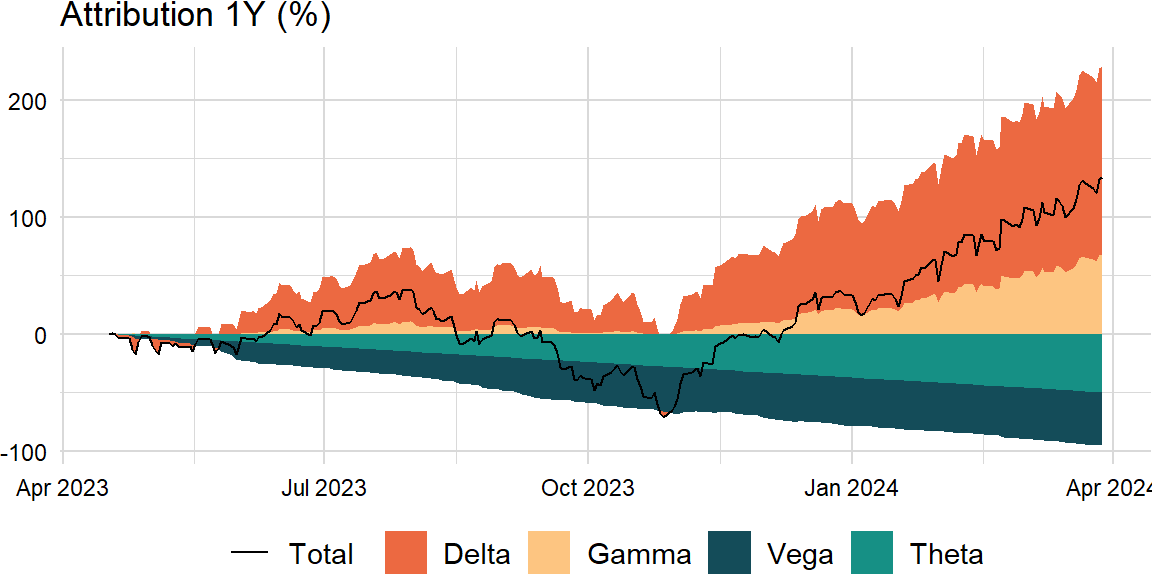 Attribution 1Y (%)
200
100
0
-100
Apr 2023 Jul 2023 Oct 2023 Jan 2024 Apr 2024
Total Delta Gamma Vega Theta